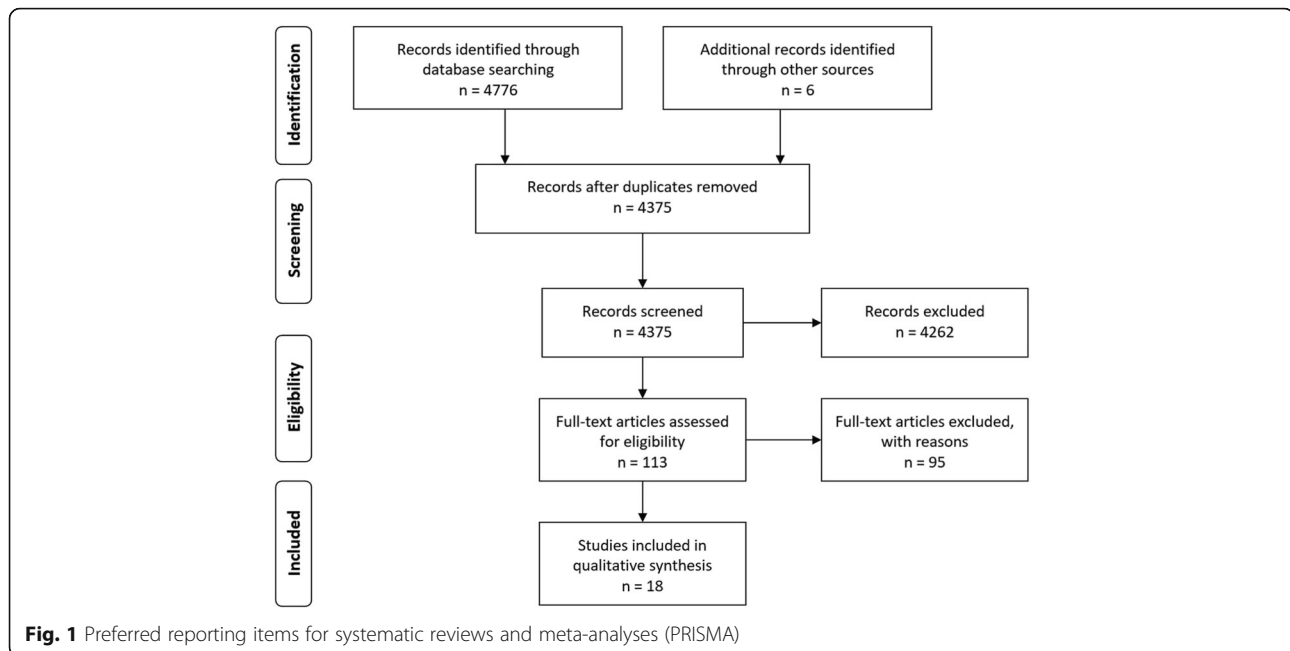 Identification
Records identified through
database searching
n = 4776
Additional records identified
through other sources
n = 6
Screening
Records after duplicates removed
n = 4375
Records screened
n = 4375
Records excluded
n = 4262
Eligibility
Full-text articles assessed
for eligibility
n = 113
Full-text articles excluded,
with reasons
n = 95
Included
Studies included in
qualitative synthesis
n = 18
Fig. 1 Preferred reporting items for systematic reviews and meta-analyses (PRISMA)